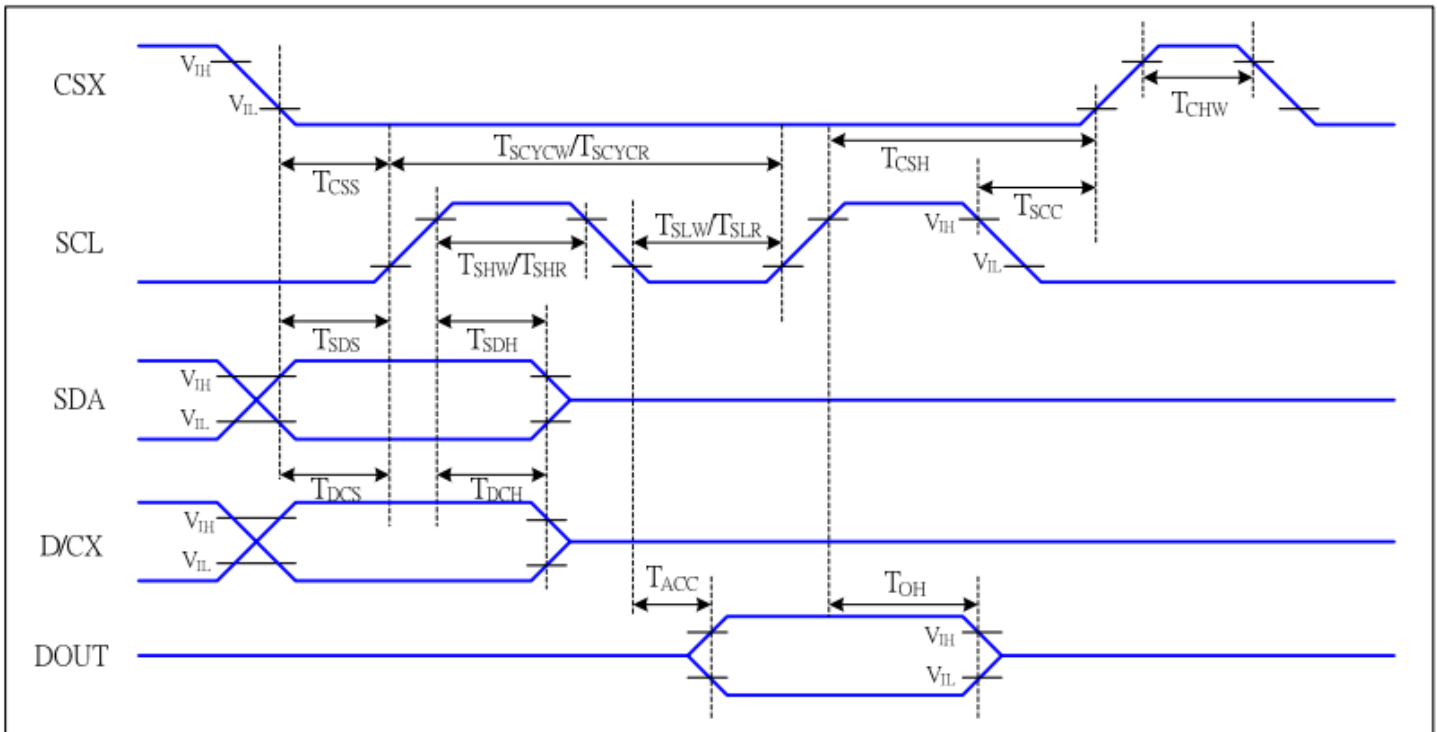 CSX
VIH
VIL
TCHW
TSCYCW/TSCYCR
TCSH
TCSS
TSCC
SCL
TSLW/TSLR
VIH
TSHW/TSHR
VIL
TSDS
TSDH
SDA
VIH
VIL
TDCS
TDCH
D/CX
VIH
VIL
TACC
TOH
DOUT
VIH
VIL